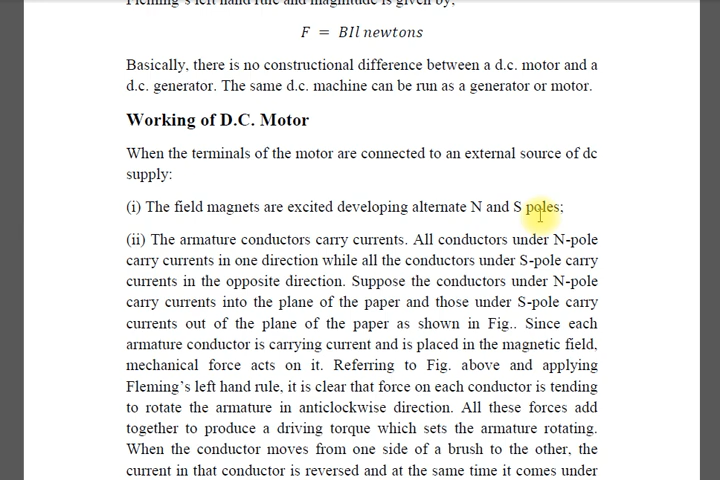 Fleming's left hand rule and magnitude is given by,
F = BIl newtons
Basically, there is no constructional difference between a d.c. motor and a
d.c. generator. The same d.c. machine can be run as a generator or motor.
Working of D.C. Motor
When the terminals of the motor are connected to an external source of dc
supply:
(i) The field magnets are excited developing alternate N and S poles;
(ii) The armature conductors carry currents. All conductors under N-pole
carry currents in one direction while all the conductors under S-pole carry
currents in the opposite direction. Suppose the conductors under N-pole
carry currents into the plane of the paper and those under S-pole carry
currents out of the plane of the paper as shown in Fig.. Since each
armature conductor is carrying current and is placed in the magnetic field,
mechanical force acts on it. Referring to Fig. above and applying
Fleming's left hand rule, it is clear that force on each conductor is tending
to rotate the armature in anticlockwise direction. All these forces add
together to produce a driving torque which sets the armature rotating.
When the conductor moves from one side of a brush to the other, the
current in that conductor is reversed and at the same time it comes under